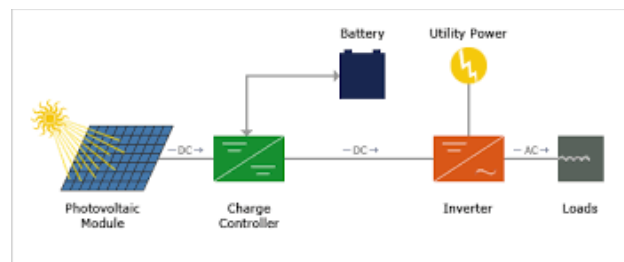 Battery
Utility Power
DC
DC
AC
Photovoltaic
Module
Charge
Controller
Inverter
Loads